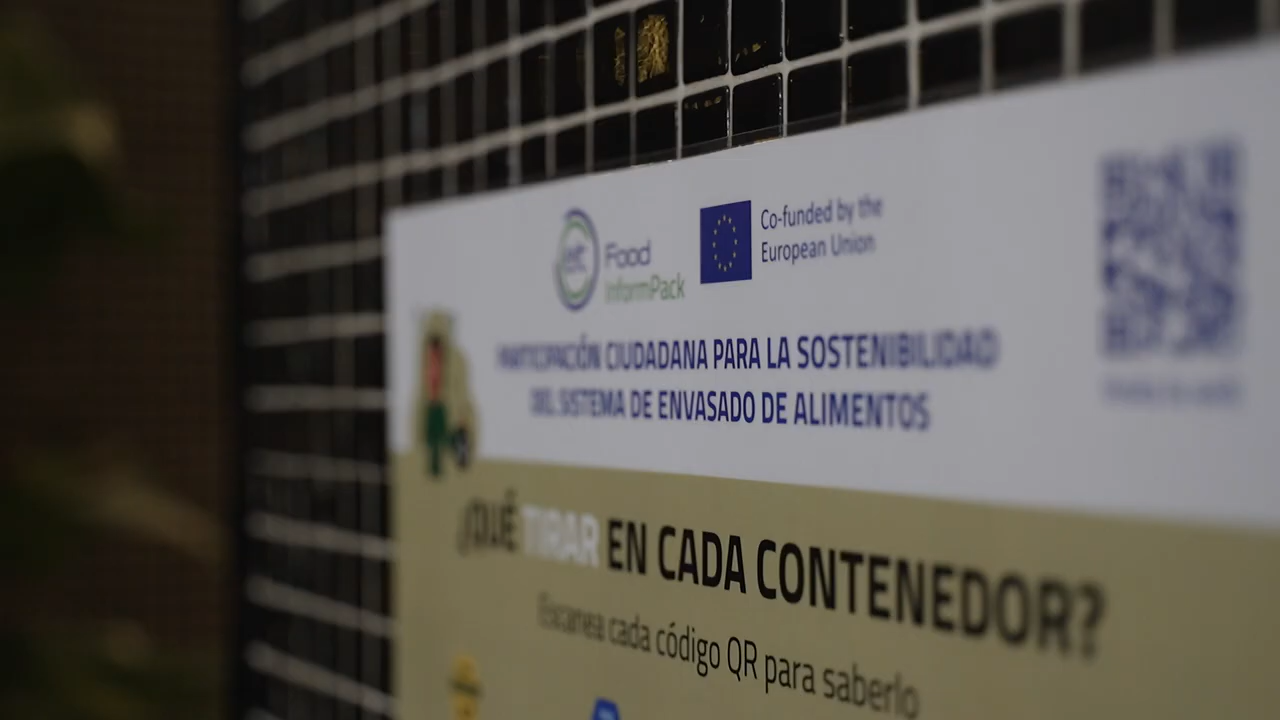 eit Food
InformPack
Co-funded by the
European Union
PARTICIPACIÓN CIUDADANA PARA LA SOSTENIBILIDAD
DEL SISTEMA DE ENVASADO DE ALIMENTOS
¿QUÉ TIRAR EN CADA CONTENEDOR?
Escanea cada código QR para saberlo